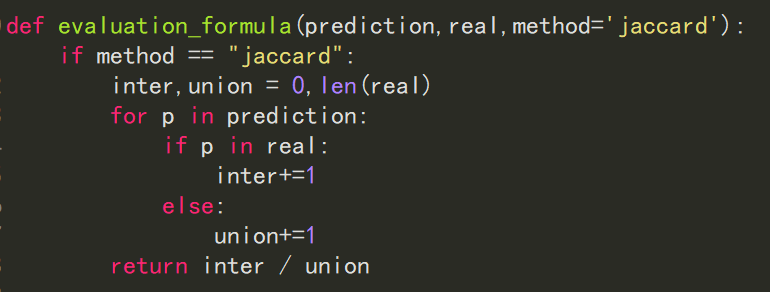 def evaluation_formula(prediction,real,method='jaccard'):
    if method == "jaccard":
        inter,union = 0,len(real)
        for p in prediction:
            if p in real:
                inter+=1
            else:
                union+=1
        return inter / union